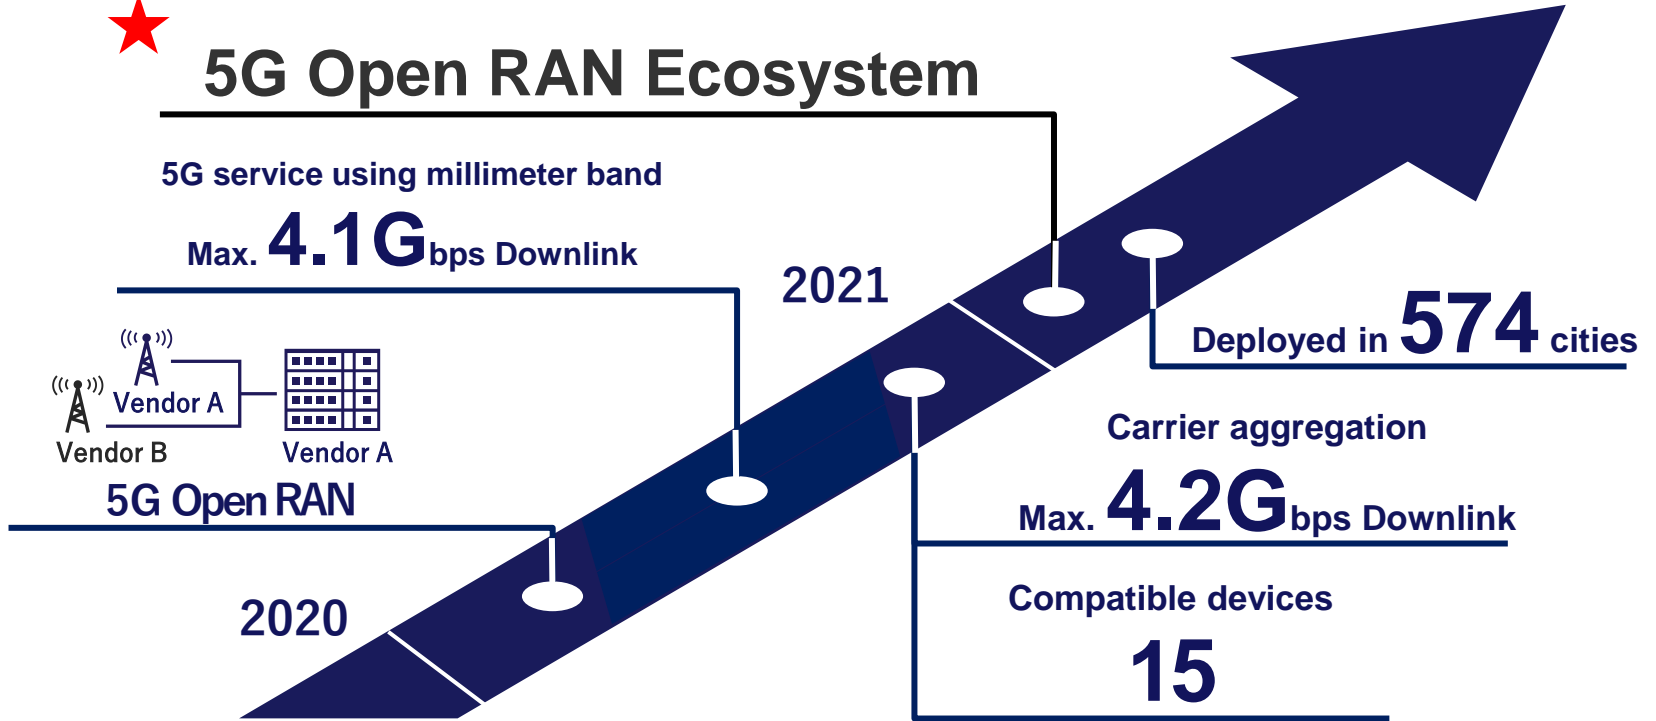 5G Open RAN Ecosystem
5G service using millimeter band
Max. 4.1Gbps Downlink
2021
Deployed in 574 cities
Vendor A
Vendor B
Vendor A
5G Open RAN
Carrier aggregation
Max. 4.2Gbps Downlink
2020
Compatible devices
15